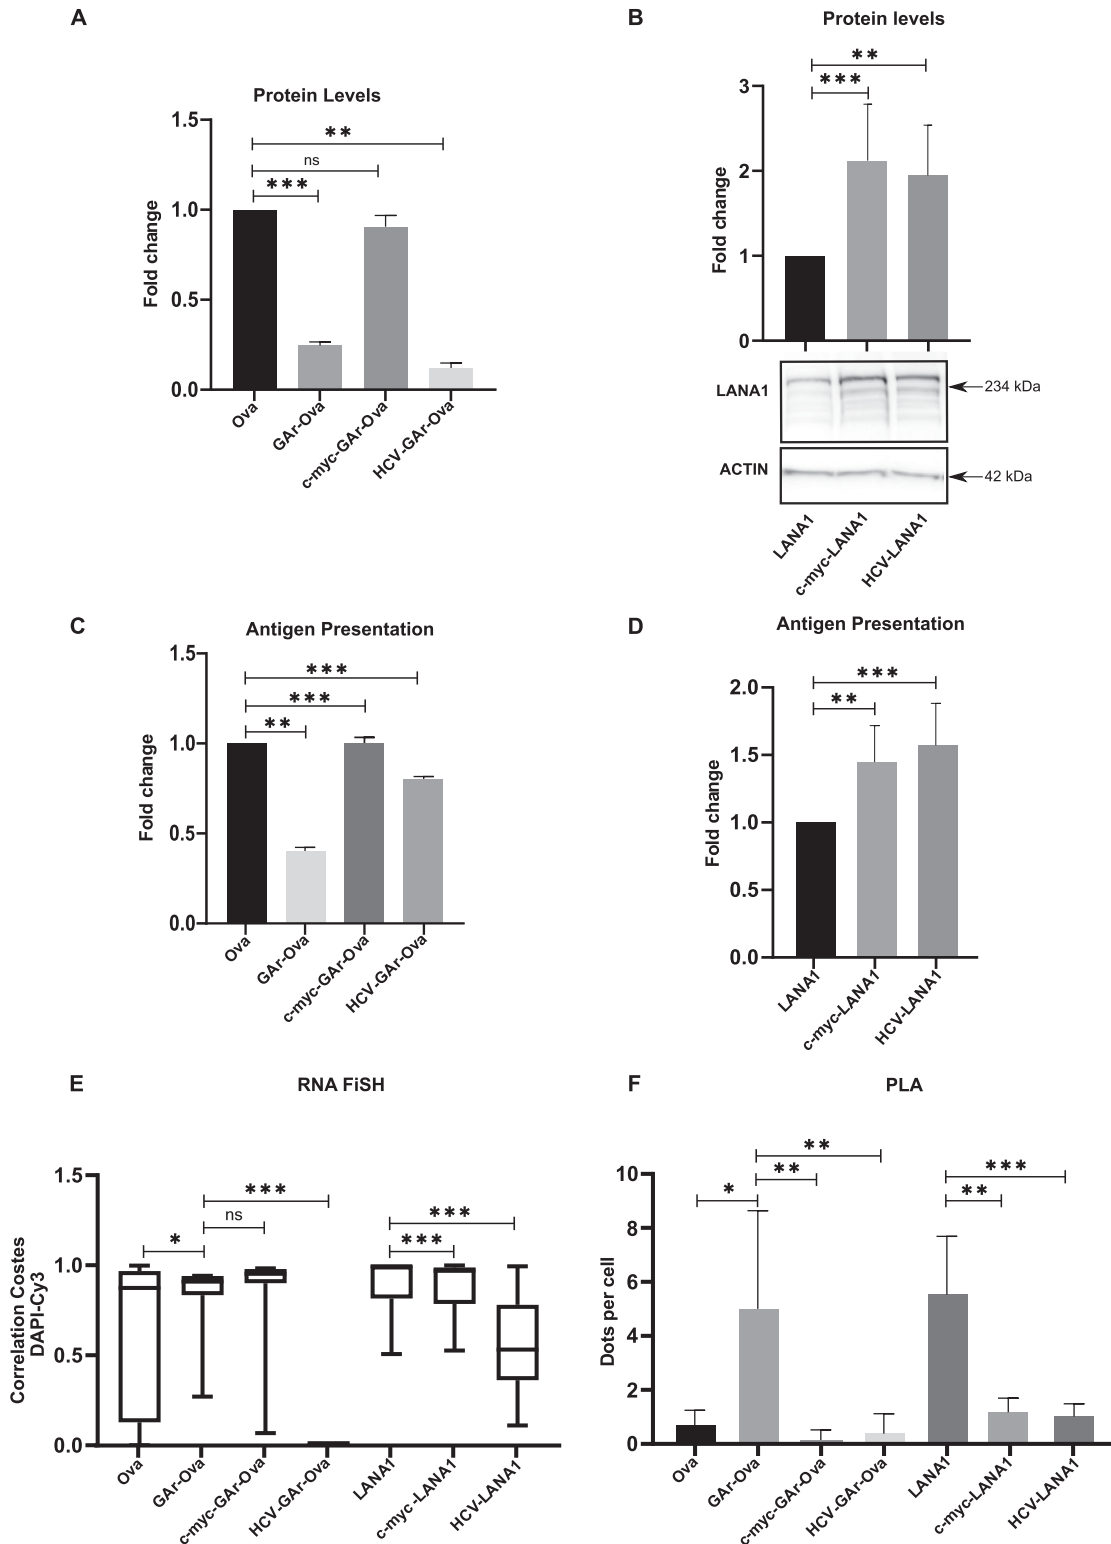 A
Protein Levels
1.5
1.0
0.5
0.0
Fold change
**
ns
***
Ova
GAr-Ova
c-myc-GAr-Ova
HCV-GAr-Ova
B
Protein levels
3
2
1
0
Fold change
**
***
LANA1
234 kDa
ACTIN
42 kDa
LANA1
c-myc-LANA1
HCV-LANA1
C
Antigen Presentation
1.5
1.0
0.5
0.0
Fold change
***
***
**
Ova
GAr-Ova
c-myc-GAr-Ova
HCV-GAr-Ova
D
Antigen Presentation
2.0
1.5
1.0
0.5
0.0
Fold change
***
**
LANA1
c-myc-LANA1
HCV-LANA1
E
RNA FiSH
1.5
1.0
0.5
0.0
Correlation Costes
DAPI-Cy3
***
ns
*
***
***
Ova
GAr-Ova
c-myc-GAr-Ova
HCV-GAr-Ova
LANA1
c-myc-LANA1
HCV-LANA1
F
PLA
10
8
6
4
2
0
Dots per cell
**
**
*
***
**
Ova
GAr-Ova
c-myc-GAr-Ova
HCV-GAr-Ova
LANA1
c-myc-LANA1
HCV-LANA1